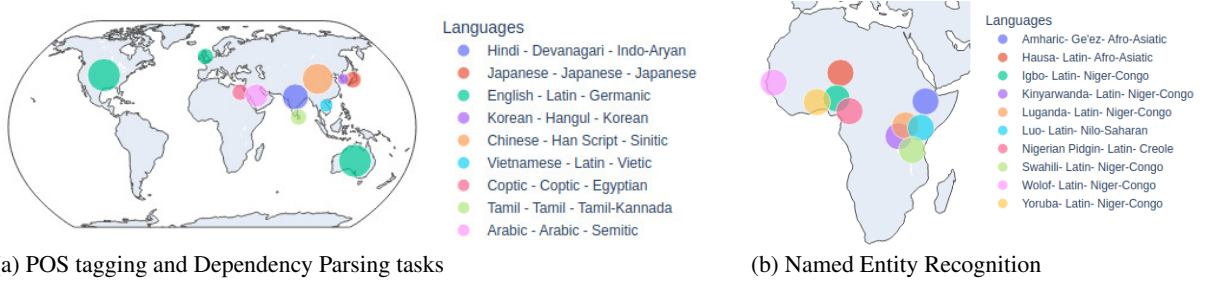 Languages
Hindi - Devanagari - Indo-Aryan
Japanese - Japanese - Japanese
English - Latin - Germanic
Korean - Hangul - Korean
Chinese - Han Script - Sinitic
Vietnamese - Latin - Vietic
Coptic - Coptic - Egyptian
Tamil - Tamil - Tamil-Kannada
Arabic - Arabic - Semitic
a) POS tagging and Dependency Parsing tasks
Languages
Amharic- Ge'ez- Afro-Asiatic
Hausa- Latin- Afro-Asiatic
Igbo- Latin- Niger-Congo
Kinyarwanda- Latin- Niger-Congo
Luganda- Latin- Niger-Congo
Luo- Latin- Nilo-Saharan
Nigerian Pidgin- Latin- Creole
Swahili- Latin- Niger-Congo
Wolof- Latin- Niger-Congo
Yoruba- Latin- Niger-Congo
(b) Named Entity Recognition